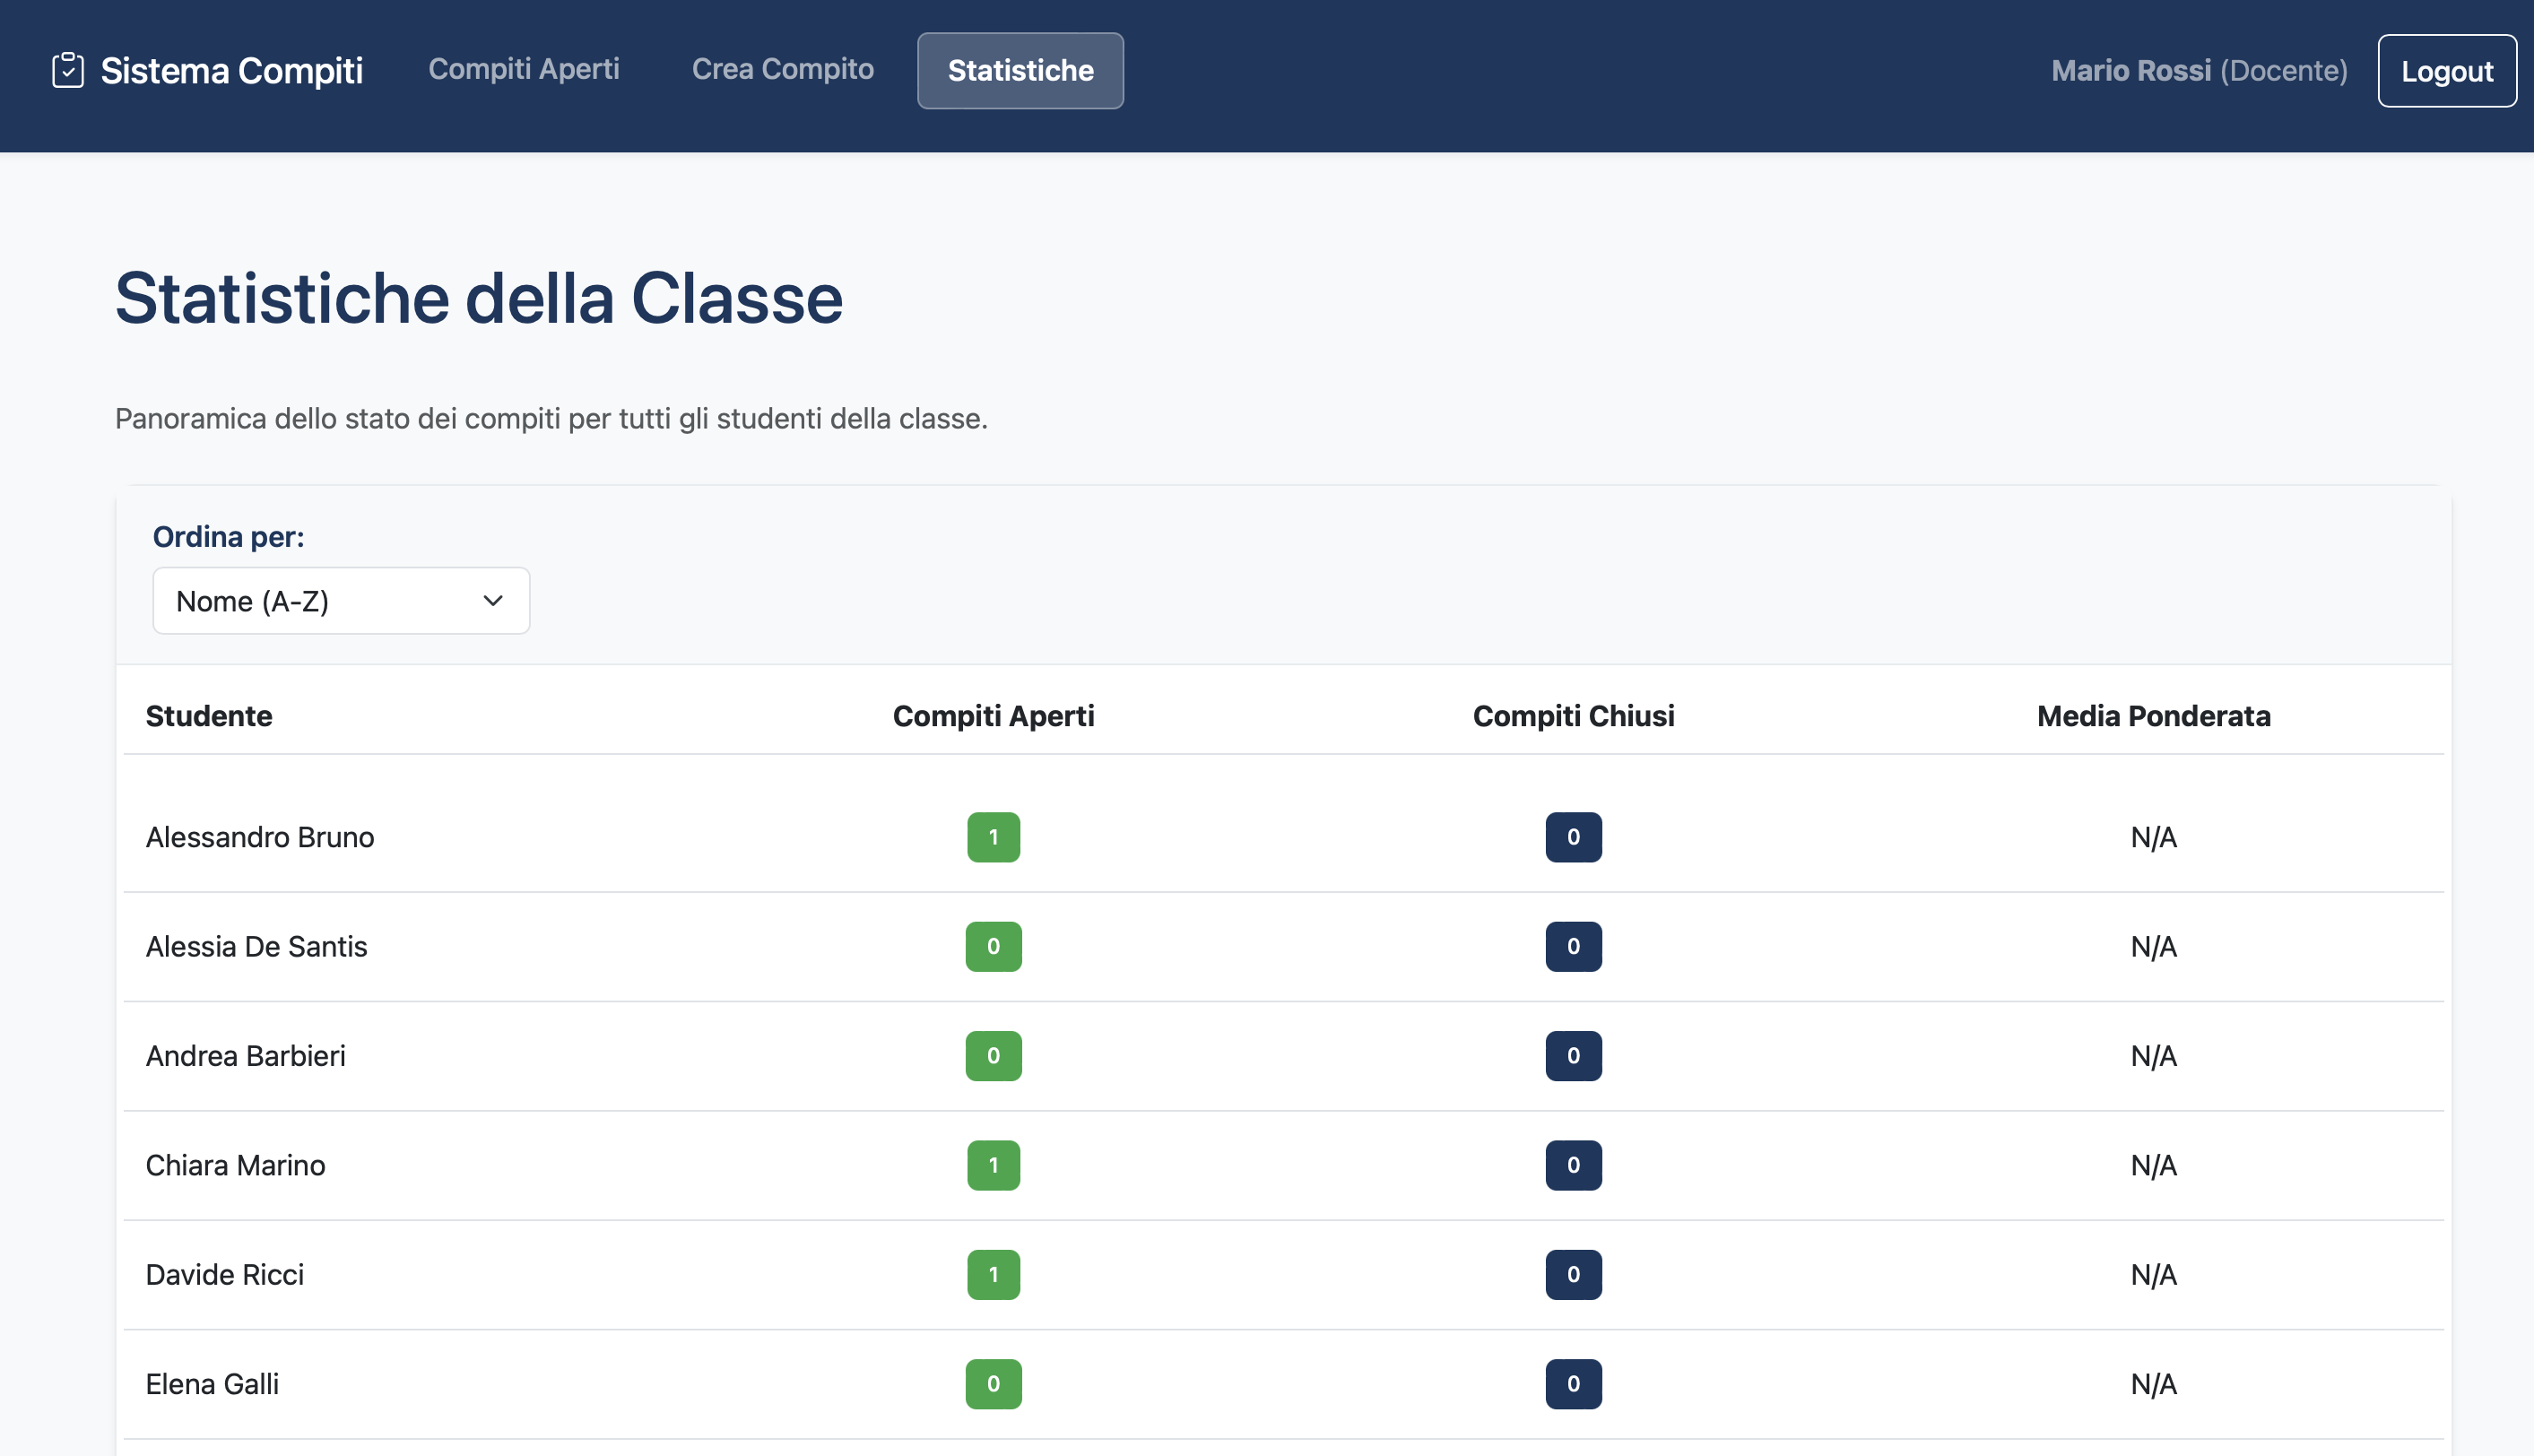 Sistema Compiti Compiti Aperti Crea Compito Statistiche Mario Rossi (Docente) Logout
Statistiche della Classe
Panoramica dello stato dei compiti per tutti gli studenti della classe.
Ordina per:
Nome (A-Z)
Studente Compiti Aperti Compiti Chiusi Media Ponderata
Alessandro Bruno 1 0 N/A
Alessia De Santis 0 0 N/A
Andrea Barbieri 0 0 N/A
Chiara Marino 1 0 N/A
Davide Ricci 1 0 N/A
Elena Galli 0 0 N/A